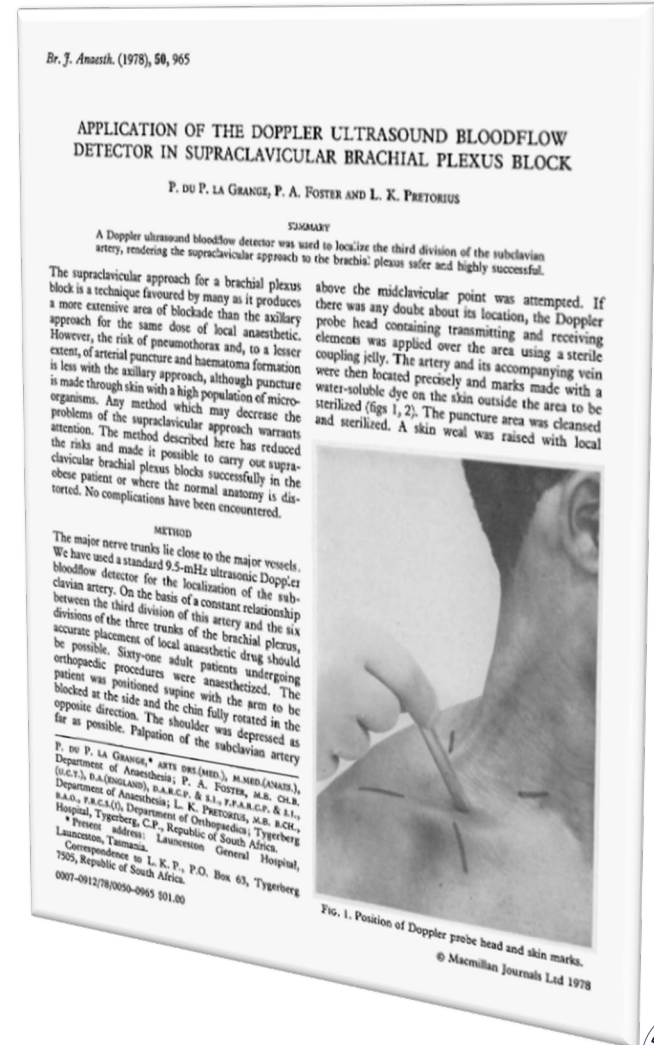 Br. J. Anaesth. (1978), 50, 965
APPLICATION OF THE DOPPLER ULTRASOUND BLOODFLOW
DETECTOR IN SUPRACLAVICULAR BRACHIAL PLEXUS BLOCK
P. DU P. LA GRANGE, P. A. FOSTER AND L. K. PRETORIUS
SUMMARY
A Doppler ultrasound bloodflow detector was used to localize the third division of the subclavian
artery, rendering the supraclavicular approach to the brachial plexus safer and highly successful.
The supraclavicular approach for a brachial plexus
block is a technique favoured by many as it produces
a more extensive area of blockade than the axillary
approach for the same dose of local anaesthetic.
However, the risk of pneumothorax and, to a lesser
extent, of arterial puncture and haematoma formation
is less with the axillary approach, although puncture
is made through skin with a high population of micro-
organisms. Any method which may decrease the
problems of the supraclavicular approach warrants
attention. The method described here has reduced
the risks and made it possible to carry out supra-
clavicular brachial plexus blocks successfully in the
obese patient or where the normal anatomy is dis-
torted. No complications have been encountered.
METHOD
The major nerve trunks lie close to the major vessels.
We have used a standard 9.5-mHz ultrasonic Doppler
bloodflow detector for the localization of the sub-
clavian artery. On the basis of a constant relationship
between the third division of this artery and the six
divisions of the three trunks of the brachial plexus,
accurate placement of local anaesthetic drug should
be possible. Sixty-one adult patients undergoing
orthopaedic procedures were anaesthetized. The
patient was positioned supine with the arm to be
blocked at the side and the chin fully rotated in the
opposite direction. The shoulder was depressed as
far as possible. Palpation of the subclavian artery
P. DU P. LA GRANGE,* ARTS DRS.(MED.), M.MED.(ANAES.),
Department of Anaesthesia; P. A. FOSTER, M.B. CH.B.
(U.C.T.), D.A.(ENGLAND), D.A.R.C.P. & S.I., F.F.A.R.C.P. & S.I.,
Department of Anaesthesia; L. K. PRETORIUS, M.B. B.CH.,
B.A.O., F.R.C.S.(I), Department of Orthopaedics; Tygerberg
Hospital, Tygerberg, C.P., Republic of South Africa.
* Present address: Launceston General Hospital,
Launceston, Tasmania.
Correspondence to L. K. P., P.O. Box 63, Tygerberg
7505, Republic of South Africa.
0007-0912/78/0050-0965 $01.00
above the midclavicular point was attempted. If
there was any doubt about its location, the Doppler
probe head containing transmitting and receiving
elements was applied over the area using a sterile
coupling jelly. The artery and its accompanying vein
were then located precisely and marks made with a
water-soluble dye on the skin outside the area to be
sterilized (figs 1, 2). The puncture area was cleansed
and sterilized. A skin weal was raised with local
FIG. 1. Position of Doppler probe head and skin marks.
© Macmillan Journals Ltd 1978